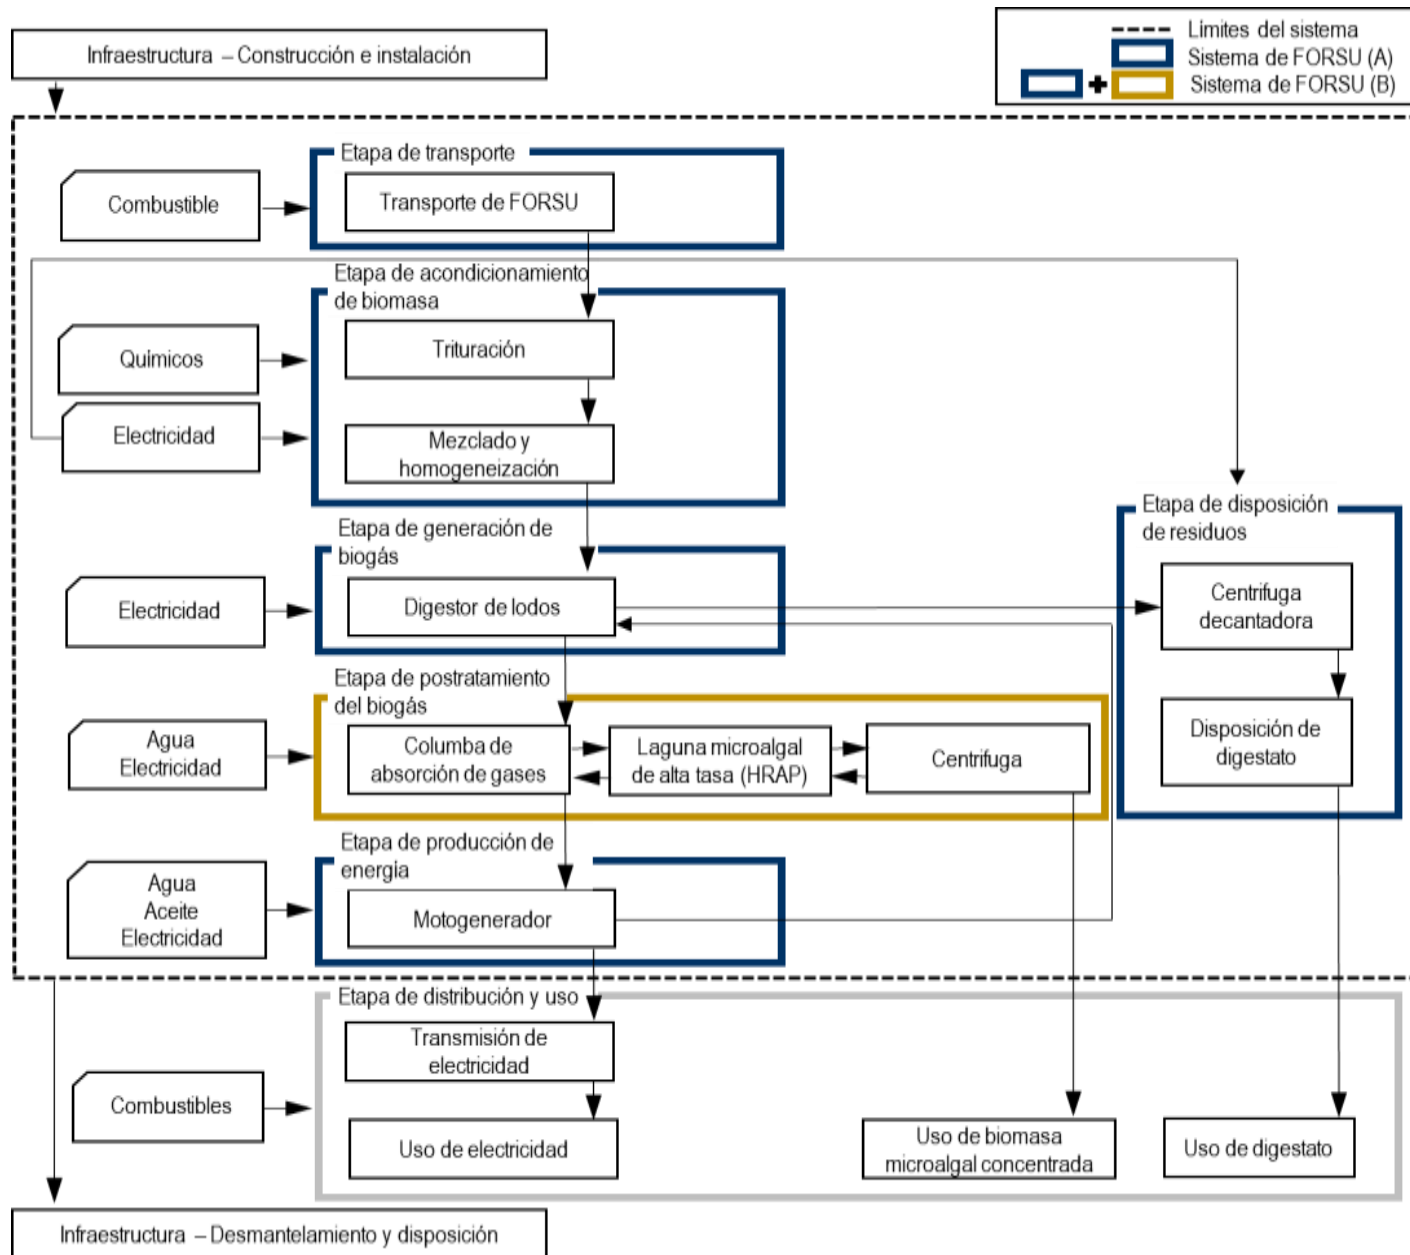 Límites del sistema
Sistema de FORSU (A)
Sistema de FORSU (B)
Infraestructura – Construcción e instalación
Etapa de transporte
Combustible
Transporte de FORSU
Etapa de acondicionamiento
de biomasa
Químicos
Trituración
Electricidad
Mezclado y
homogeneización
Etapa de generación de
biogás
Electricidad
Digestor de lodos
Etapa de disposición
de residuos
Centrifuga
decantadora
Disposición de
digestato
Etapa de postratamiento
del biogás
Agua
Electricidad
Columba de
absorción de gases
Laguna microalgal
de alta tasa (HRAP)
Centrifuga
Etapa de producción de
energía
Agua
Aceite
Electricidad
Motogenerador
Etapa de distribución y uso
Transmisión de
electricidad
Combustibles
Uso de electricidad
Uso de biomasa
microalgal concentrada
Uso de digestato
Infraestructura – Desmantelamiento y disposición